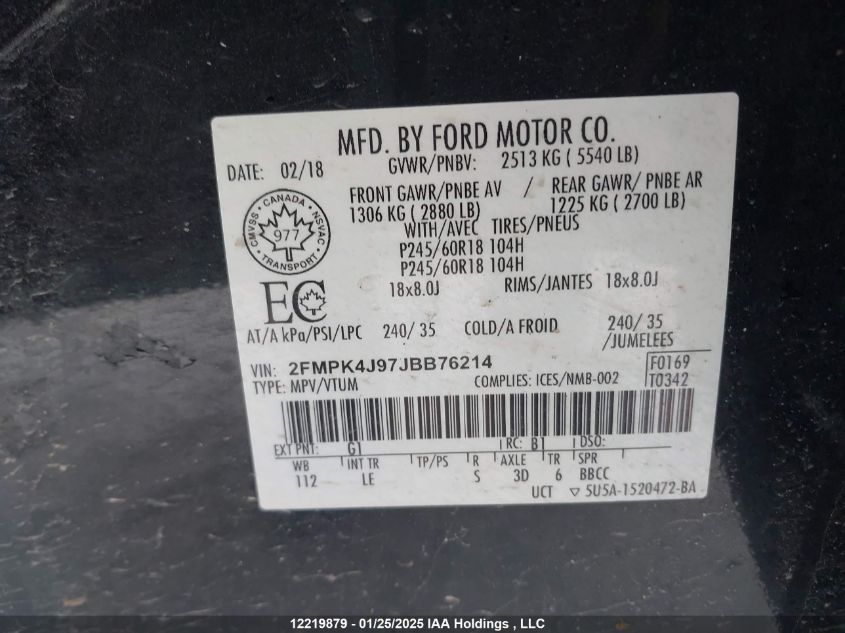 MFD. BY FORD MOTOR CO.
DATE: 02/18
GVWR/PNBV: 2513 KG ( 5540 LB)
FRONT GAWR/PNBE AV / REAR GAWR/ PNBE AR
1306 KG ( 2880 LB) 1225 KG ( 2700 LB)
WITH/AVEC TIRES/PNEUS
P245/60R18 104H
P245/60R18 104H
18x8.0J RIMS/JANTES 18x8.0J
CANADA
CMVSS NSVAC
977
TRANSPORT
EC
AT/A kPa/PSI/LPC 240/ 35 COLD/A FROID 240/ 35
/JUMELEES
VIN: 2FMPK4J97JBB76214
F0169
TYPE: MPV/VTUM COMPLIES: ICES/NMB-002
T0342
EXT PNT: G1 RC: B1 DSO:
WB INT TR TP/PS R AXLE TR SPR
112 LE S 3D 6 BBCC
UCT ▽ 5U5A-1520472-BA
12219879 - 01/25/2025 IAA Holdings , LLC